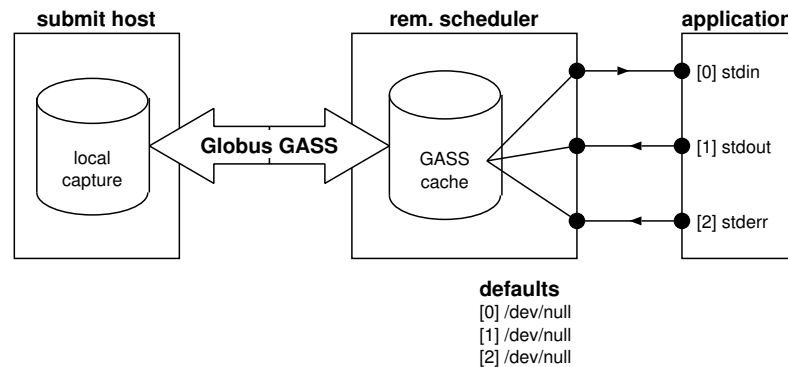 submit host
rem. scheduler
application
local
capture
Globus GASS
GASS
cache
[0] stdin
[1] stdout
[2] stderr
defaults
[0] /dev/null
[1] /dev/null
[2] /dev/null